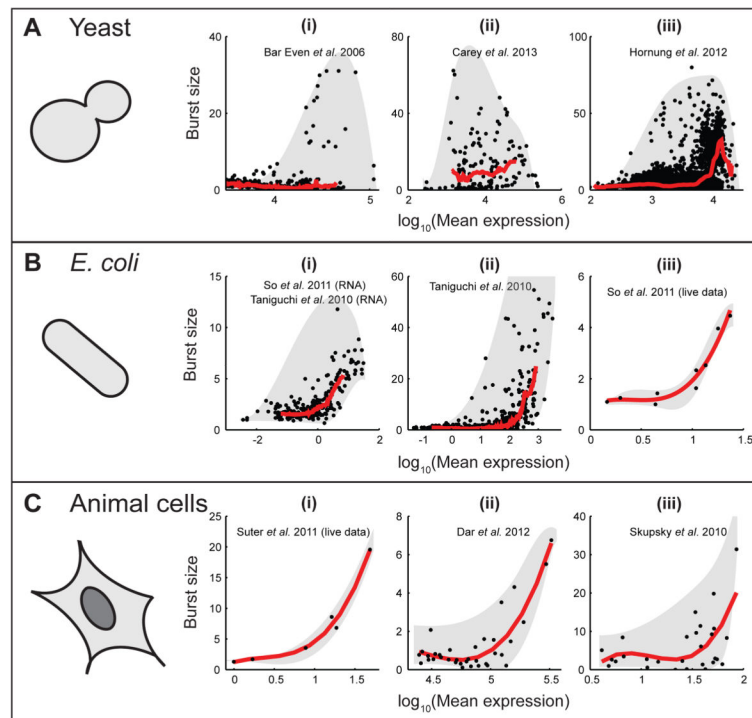 A Yeast
(i)
(ii)
(iii)
Bar Even et al. 2006
Carey et al. 2013
Hornung et al. 2012
Burst size
40
20
0
4
5
80
40
0
2
4
6
100
50
0
2
3
4
log10(Mean expression)
B E. coli
(i)
(ii)
(iii)
So et al. 2011 (RNA)
Taniguchi et al. 2010 (RNA)
Taniguchi et al. 2010
So et al. 2011 (live data)
Burst size
15
10
5
0
-2
0
2
60
40
20
0
-1
0
1
2
3
6
4
2
0
0
0.5
1
1.5
log10(Mean expression)
C Animal cells
(i)
(ii)
(iii)
Suter et al. 2011 (live data)
Dar et al. 2012
Skupsky et al. 2010
Burst size
25
20
15
10
5
0
0
0.5
1.0
1.5
8
6
4
2
0
4.5
5
5.5
40
30
20
10
0
0.5
1
1.5
2
log10(Mean expression)